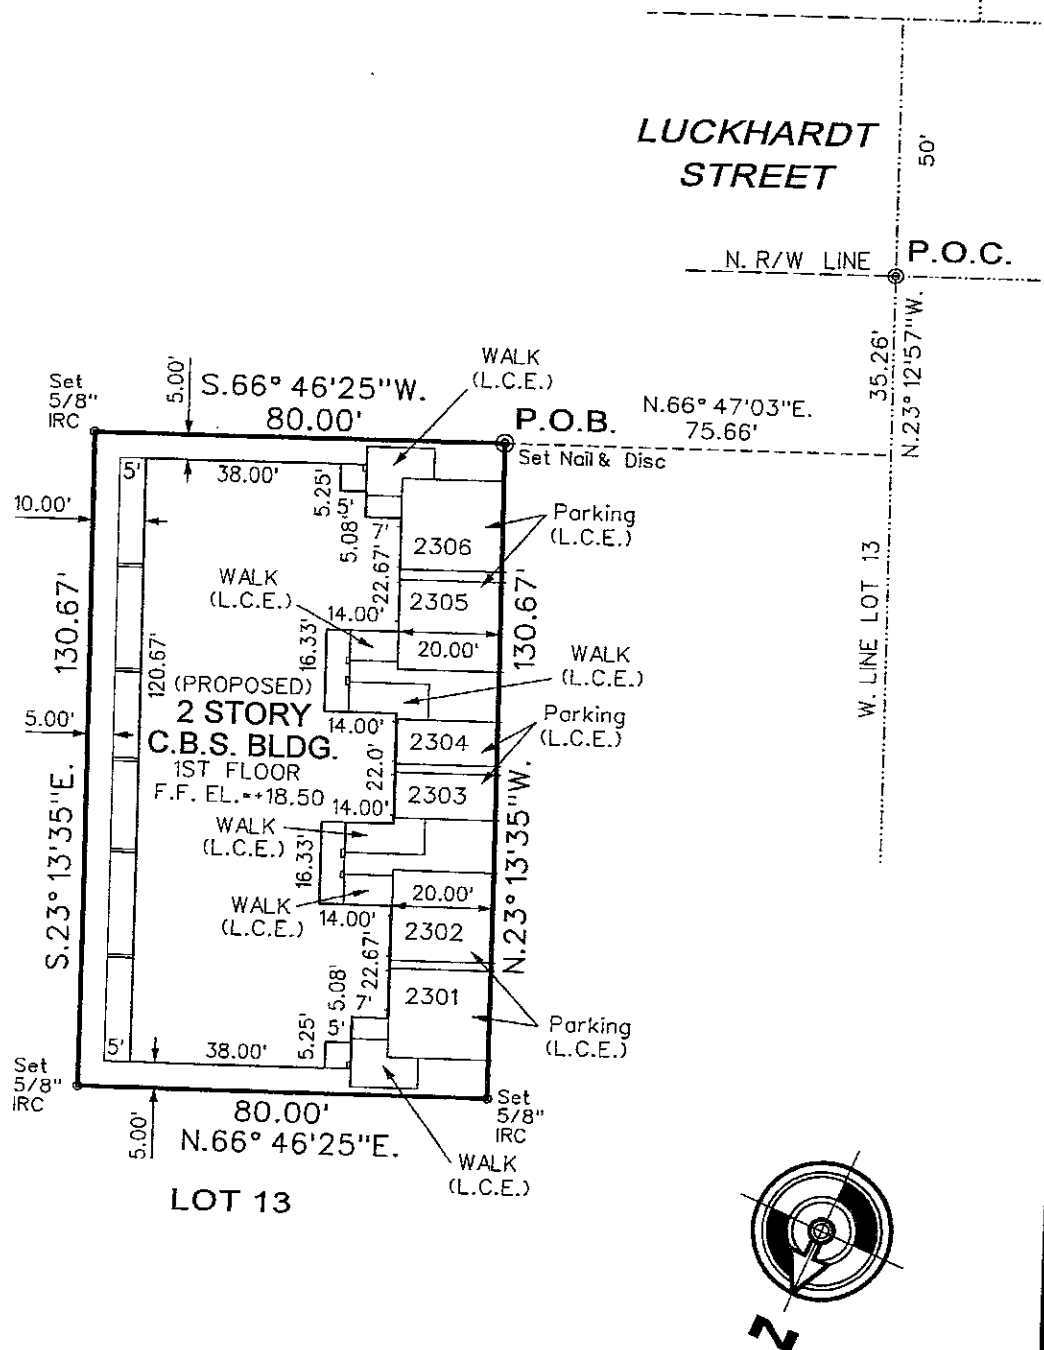 LUCKHARDT
STREET
50'
N. R/W LINE
P.O.C.
35.26'
N.23°12'57"W.
WALK
(L.C.E.)
Set
5/8"
IRC
5.00'
S.66° 46'25"W.
80.00'
P.O.B.
N.66° 47'03"E.
75.66'
Set Nail & Disc
5'
38.00'
5.25'
5'
5.08'
7'
10.00'
Parking
(L.C.E.)
2306
22.67'
WALK
(L.C.E.)
2305
14.00'
16.33'
20.00'
130.67'
130.67'
120.67'
WALK
(L.C.E.)
W. LINE LOT 13
(PROPOSED)
2 STORY
C.B.S. BLDG.
1ST FLOOR
F.F. EL.=+18.50
14.00'
5.00'
Parking
(L.C.E.)
2304
22.0'
2303
14.00'
WALK
(L.C.E.)
16.33'
S.23° 13'35"E.
N.23° 13'35"W.
WALK
(L.C.E.)
14.00'
20.00'
2302
22.67'
2301
5.08'
7'
5.25'
5'
Parking
(L.C.E.)
5'
38.00'
Set
5/8"
IRC
Set
5/8"
IRC
5.00'
80.00'
N.66° 46'25"E.
WALK
(L.C.E.)
LOT 13
N